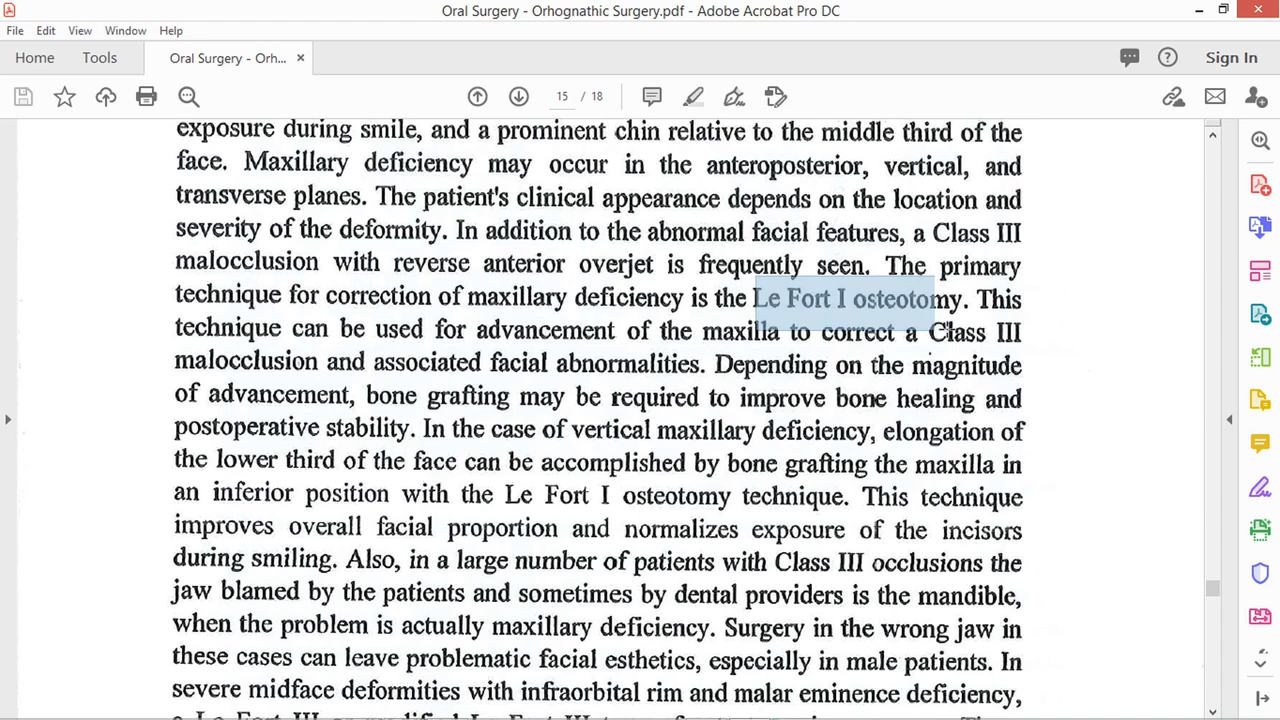 Oral Surgery - Orhognathic Surgery.pdf - Adobe Acrobat Pro DC
File Edit View Window Help
Home Tools Oral Surgery - Orh... × Sign In
15 / 18
exposure during smile, and a prominent chin relative to the middle third of the
face. Maxillary deficiency may occur in the anteroposterior, vertical, and
transverse planes. The patient's clinical appearance depends on the location and
severity of the deformity. In addition to the abnormal facial features, a Class III
malocclusion with reverse anterior overjet is frequently seen. The primary
technique for correction of maxillary deficiency is the Le Fort I osteotomy. This
technique can be used for advancement of the maxilla to correct a Class III
malocclusion and associated facial abnormalities. Depending on the magnitude
of advancement, bone grafting may be required to improve bone healing and
postoperative stability. In the case of vertical maxillary deficiency, elongation of
the lower third of the face can be accomplished by bone grafting the maxilla in
an inferior position with the Le Fort I osteotomy technique. This technique
improves overall facial proportion and normalizes exposure of the incisors
during smiling. Also, in a large number of patients with Class III occlusions the
jaw blamed by the patients and sometimes by dental providers is the mandible,
when the problem is actually maxillary deficiency. Surgery in the wrong jaw in
these cases can leave problematic facial esthetics, especially in male patients. In
severe midface deformities with infraorbital rim and malar eminence deficiency,
a Le Fort III or modified Le Fort III